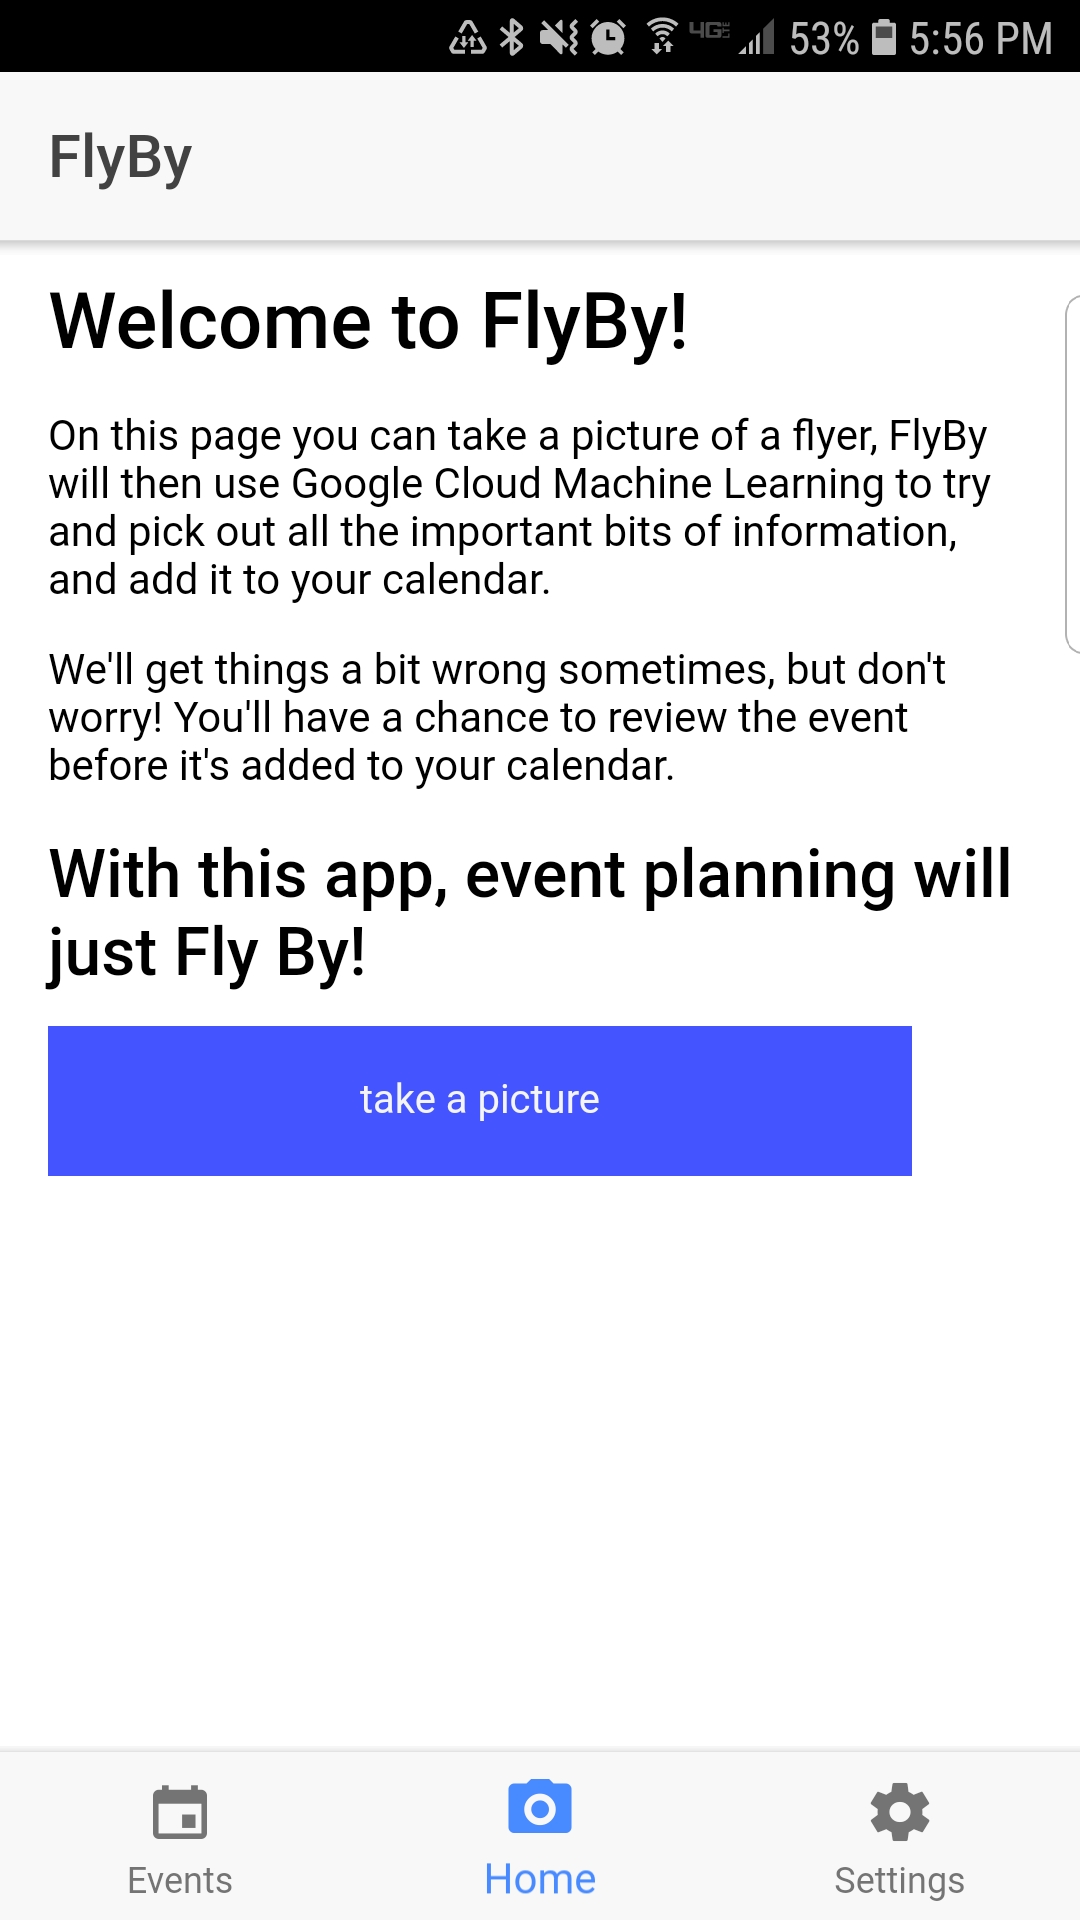 4G LTE 53% 5:56 PM
FlyBy
Welcome to FlyBy!
On this page you can take a picture of a flyer, FlyBy
will then use Google Cloud Machine Learning to try
and pick out all the important bits of information,
and add it to your calendar.
We'll get things a bit wrong sometimes, but don't
worry! You'll have a chance to review the event
before it's added to your calendar.
With this app, event planning will
just Fly By!
take a picture
Events
Home
Settings